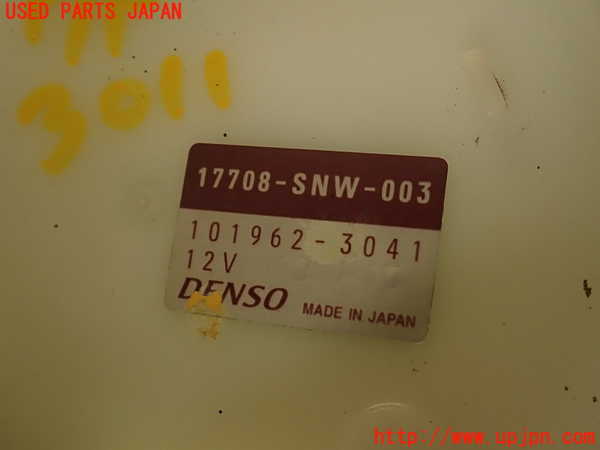 USED PARTS JAPAN
3011
17708-SNW-003
101962-3041
12V
DENSO
MADE IN JAPAN
http://www.upjpn.com